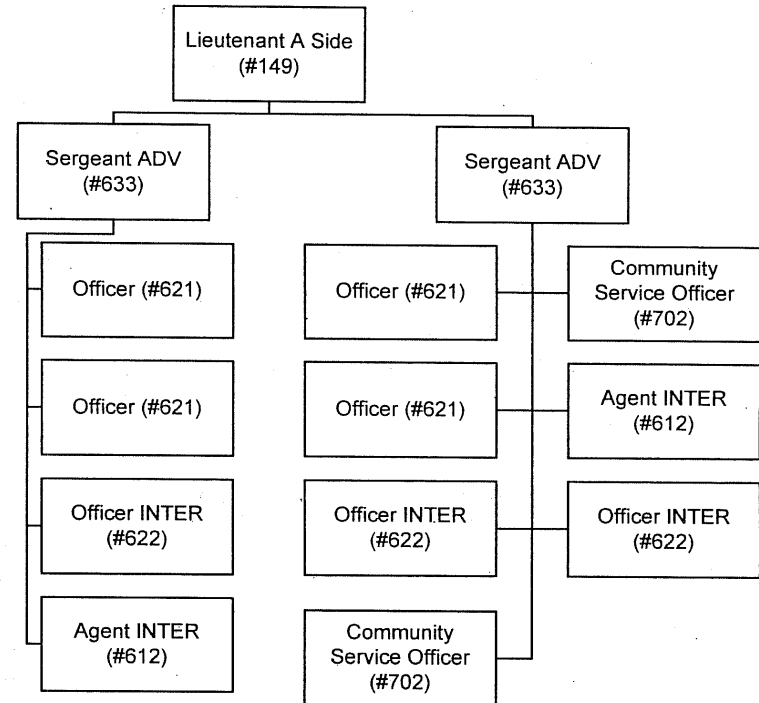 Lieutenant A Side
(#149)
Sergeant ADV
(#633)
Sergeant ADV
(#633)
Officer (#621)
Officer (#621)
Community
Service Officer
(#702)
Officer (#621)
Officer (#621)
Agent INTER
(#612)
Officer INTER
(#622)
Officer INTER
(#622)
Officer INTER
(#622)
Agent INTER
(#612)
Community
Service Officer
(#702)